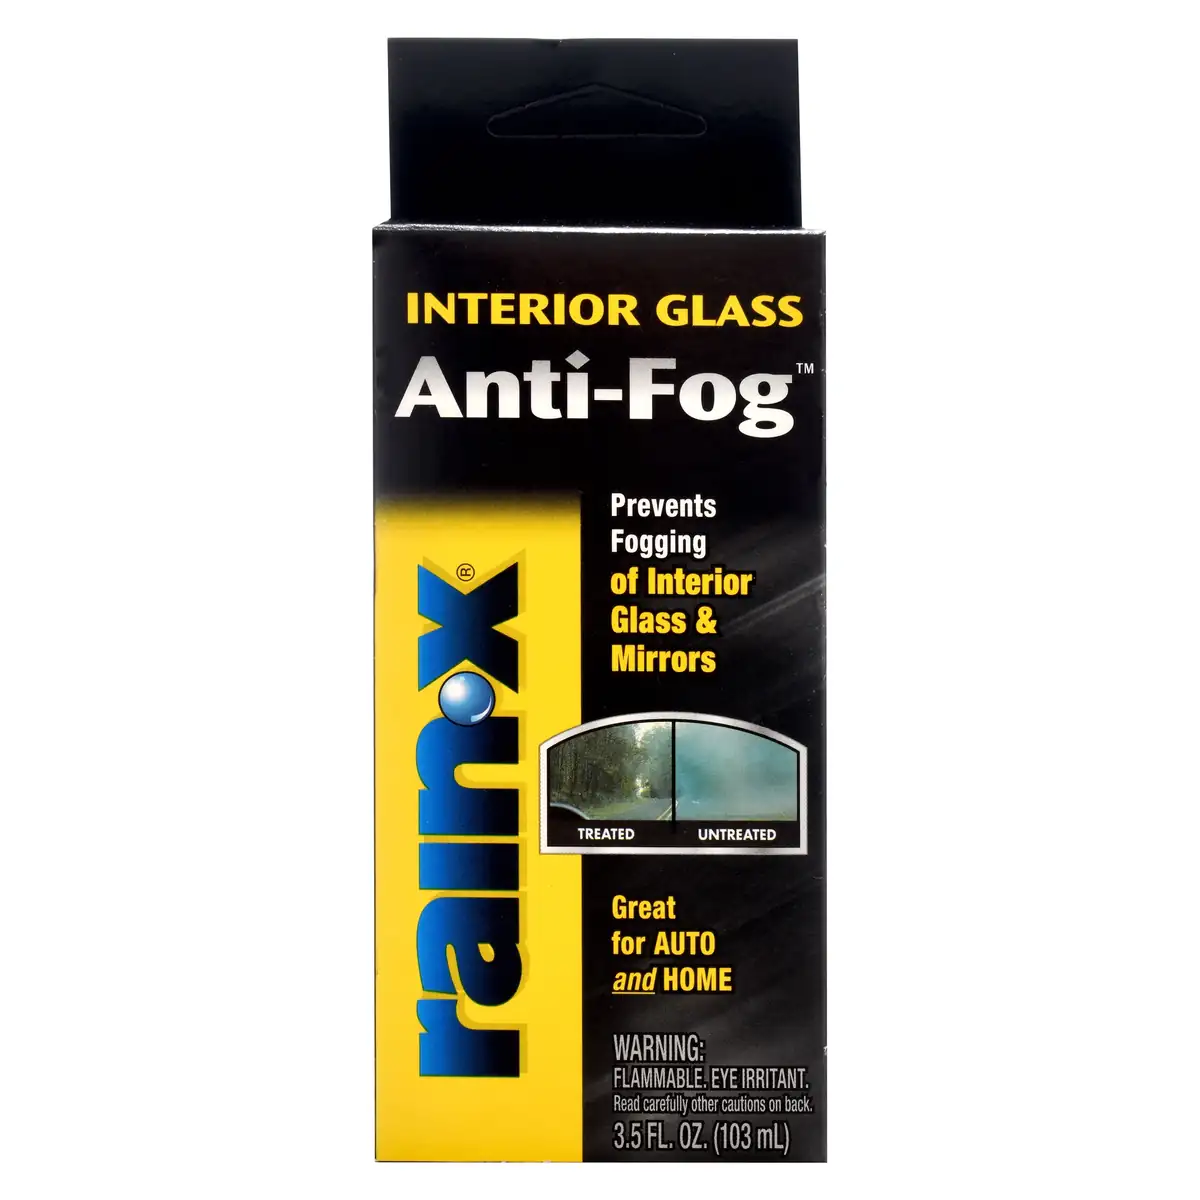 INTERIOR GLASS
Anti-Fog™
rain-x®
Prevents
Fogging
of Interior
Glass &
Mirrors
TREATED
UNTREATED
Great
for AUTO
and HOME
WARNING:
FLAMMABLE. EYE IRRITANT.
Read carefully other cautions on back.
3.5 FL. OZ. (103 mL)